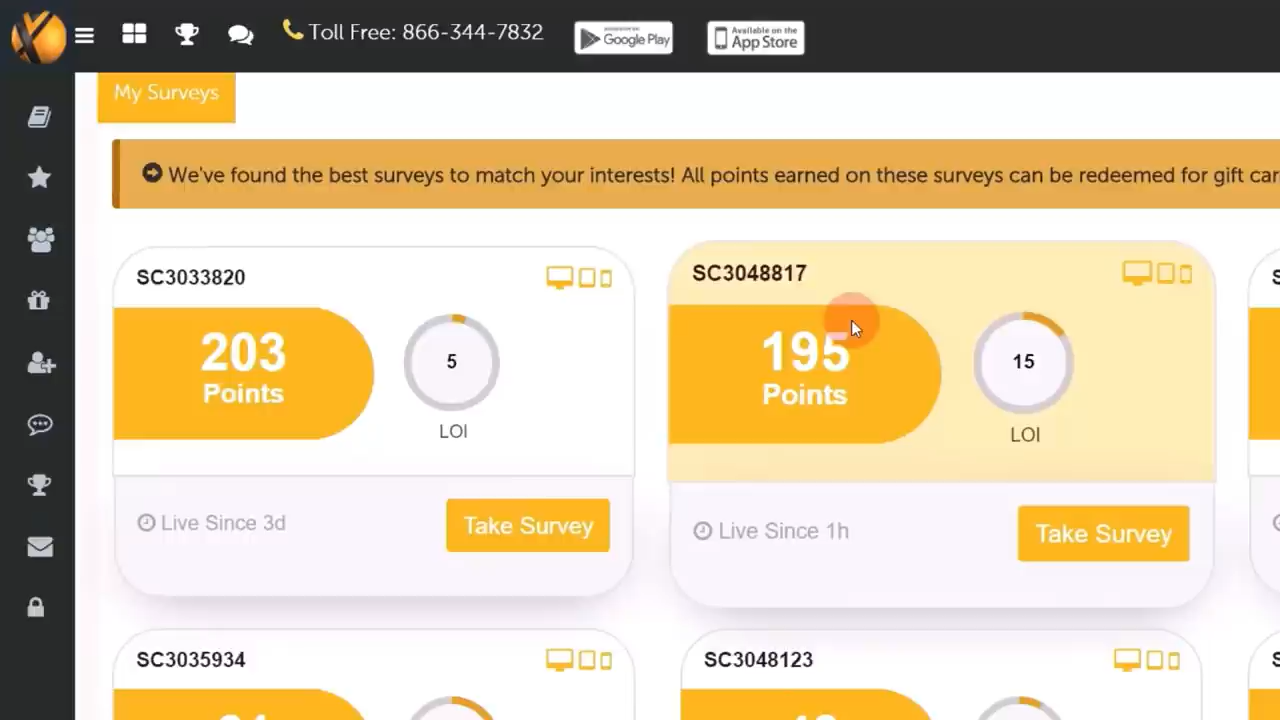 Toll Free: 866-344-7832
Google Play
Available on the
App Store
My Surveys
We've found the best surveys to match your interests! All points earned on these surveys can be redeemed for gift
SC3033820
203
Points
5
LOI
Live Since 3d
Take Survey
SC3048817
195
Points
15
LOI
Live Since 1h
Take Survey
SC3035934
SC3048123